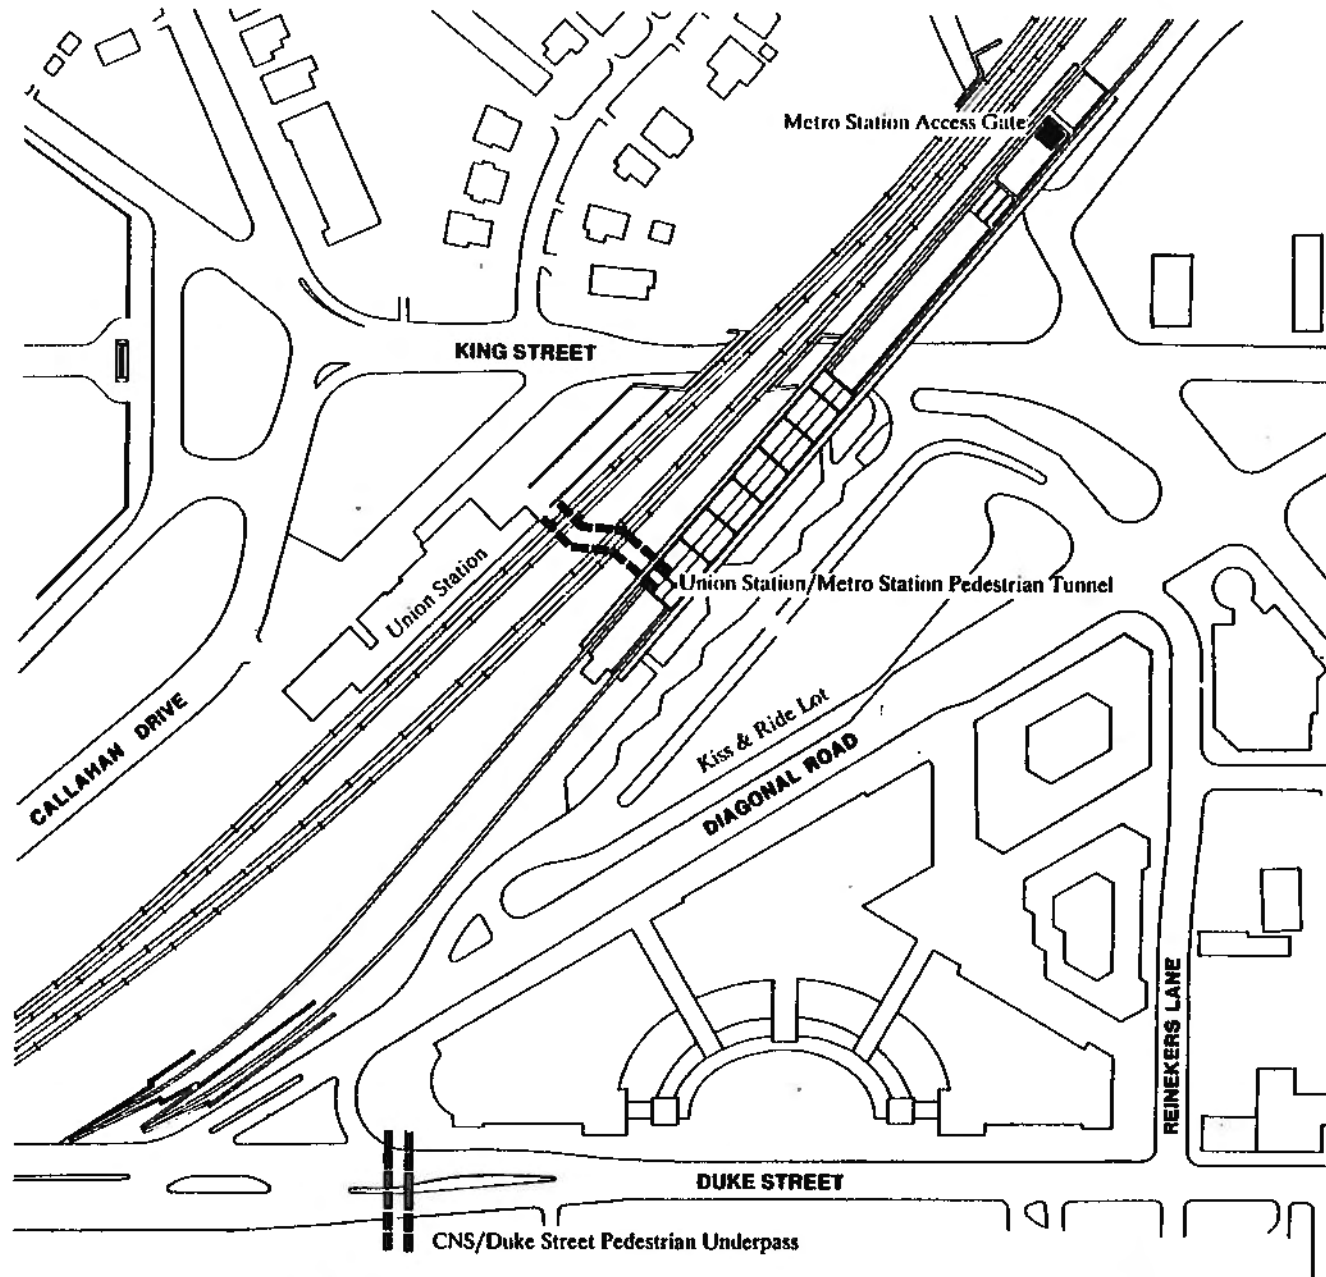 Metro Station Access Gate
KING STREET
Union Station
Union Station/Metro Station Pedestrian Tunnel
CALLAHAN DRIVE
Kiss & Ride Lot
DIAGONAL ROAD
REINEKERS LANE
DUKE STREET
CNS/Duke Street Pedestrian Underpass